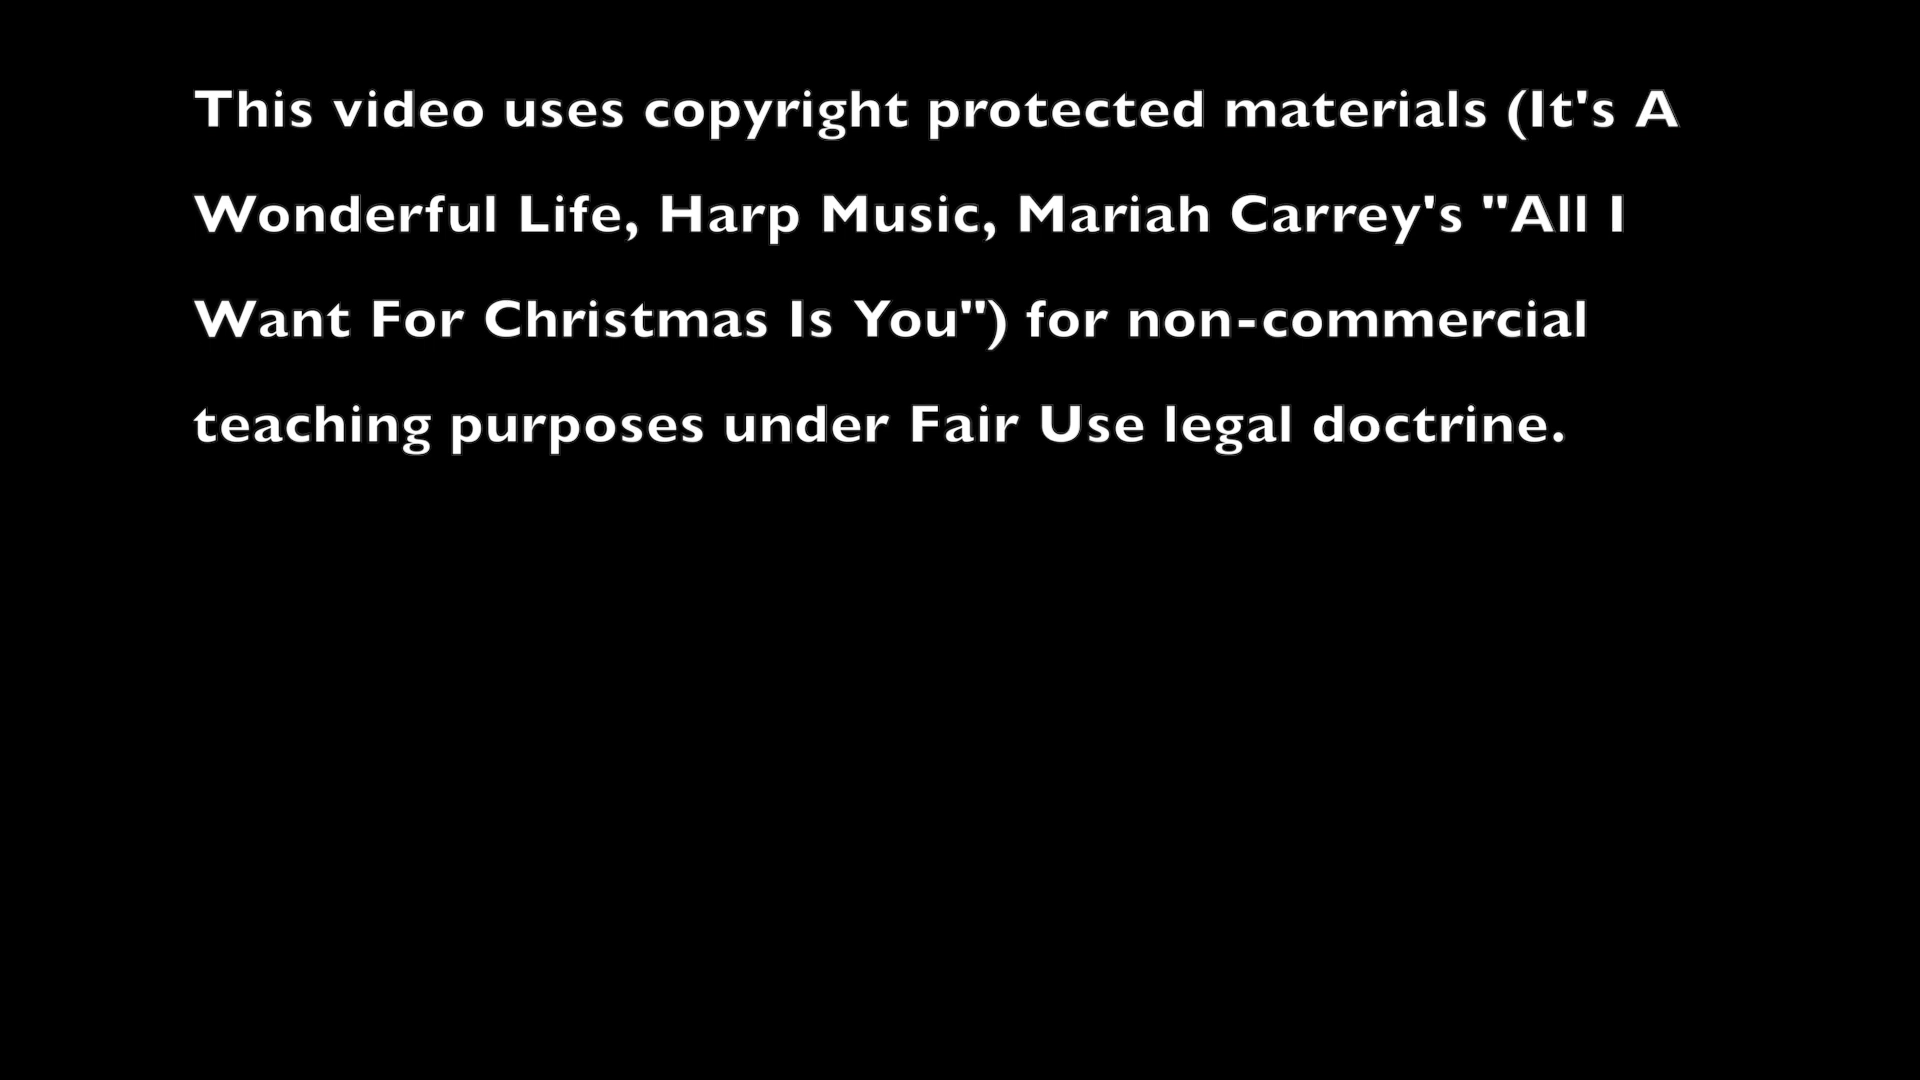 This video uses copyright protected materials (It's A
Wonderful Life, Harp Music, Mariah Carrey's "All I
Want For Christmas Is You") for non-commercial
teaching purposes under Fair Use legal doctrine.